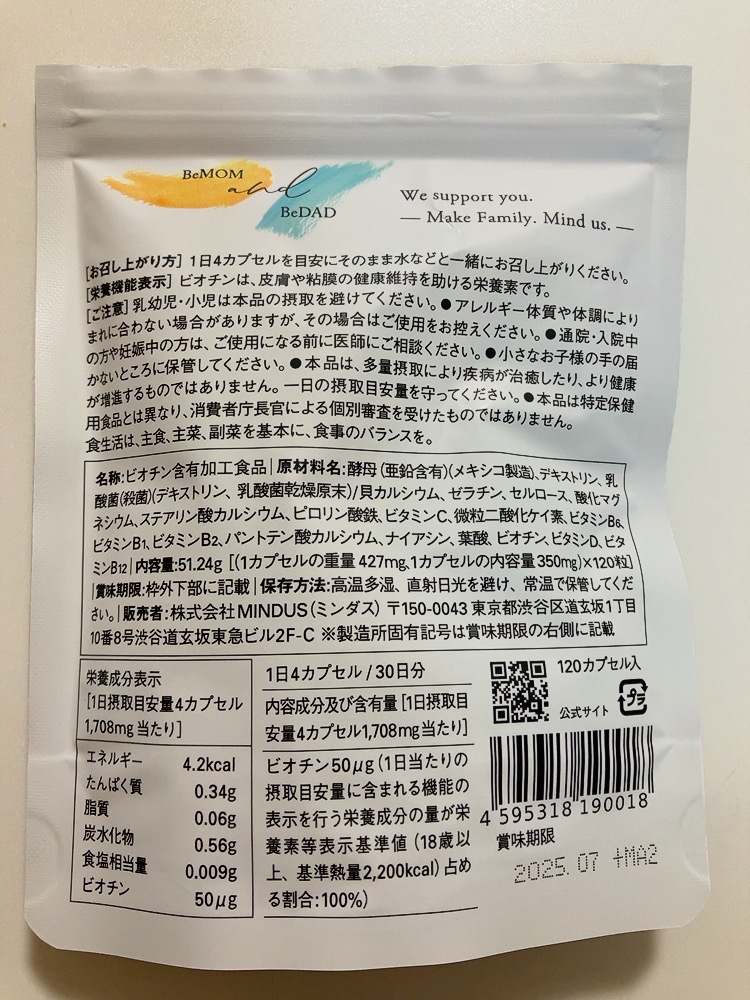 BeMOM
and
BeDAD
We support you.
— Make Family. Mind us. —
[お召し上がり方] 1日4カプセルを目安にそのまま水などと一緒にお召し上がりください。
[栄養機能表示] ビオチンは、皮膚や粘膜の健康維持を助ける栄養素です。
[ご注意] 乳幼児・小児は本品の摂取を避けてください。●アレルギー体質や体調により
まれに合わない場合がありますが、その場合はご使用をお控えください。●通院・入院中
の方や妊娠中の方は、ご使用になる前に医師にご相談ください。●小さなお子様の手の届
かないところに保管してください。●本品は、多量摂取により疾病が治癒したり、より健康
が増進するものではありません。一日の摂取目安量を守ってください。●本品は特定保健
用食品とは異なり、消費者庁長官による個別審査を受けたものではありません。
食生活は、主食、主菜、副菜を基本に、食事のバランスを。
名称:ビオチン含有加工食品|原材料名:酵母(亜鉛含有)(メキシコ製造)、デキストリン、乳
酸菌(殺菌)(デキストリン、乳酸菌乾燥原末)/貝カルシウム、ゼラチン、セルロース、酸化マグ
ネシウム、ステアリン酸カルシウム、ピロリン酸鉄、ビタミンC、微粒二酸化ケイ素、ビタミンB6、
ビタミンB1、ビタミンB2、パントテン酸カルシウム、ナイアシン、葉酸、ビオチン、ビタミンD、ビタ
ミンB12|内容量:51.24g [(1カプセルの重量 427mg,1カプセルの内容量 350mg)×120粒]
|賞味期限:枠外下部に記載|保存方法:高温多湿、直射日光を避け、常温で保管してくだ
さい。|販売者:株式会社MINDUS(ミンダス) 〒150-0043 東京都渋谷区道玄坂1丁目
10番8号渋谷道玄坂東急ビル2F-C ※製造所固有記号は賞味期限の右側に記載
栄養成分表示
[1日摂取目安量4カプセル
1,708mg 当たり]
エネルギー 4.2kcal
たんぱく質 0.34g
脂質 0.06g
炭水化物 0.56g
食塩相当量 0.009g
ビオチン 50μg
1日4カプセル / 30日分
内容成分及び含有量 [1日摂取目
安量4カプセル1,708mg当たり]
ビオチン50μg (1日当たりの
摂取目安量に含まれる機能の
表示を行う栄養成分の量が栄
養素等表示基準値 (18歳以
上、基準熱量2,200kcal) 占め
る割合:100%)
120カプセル入
公式サイト
プラ
4 595318 190018
賞味期限
2025.07 +MA2